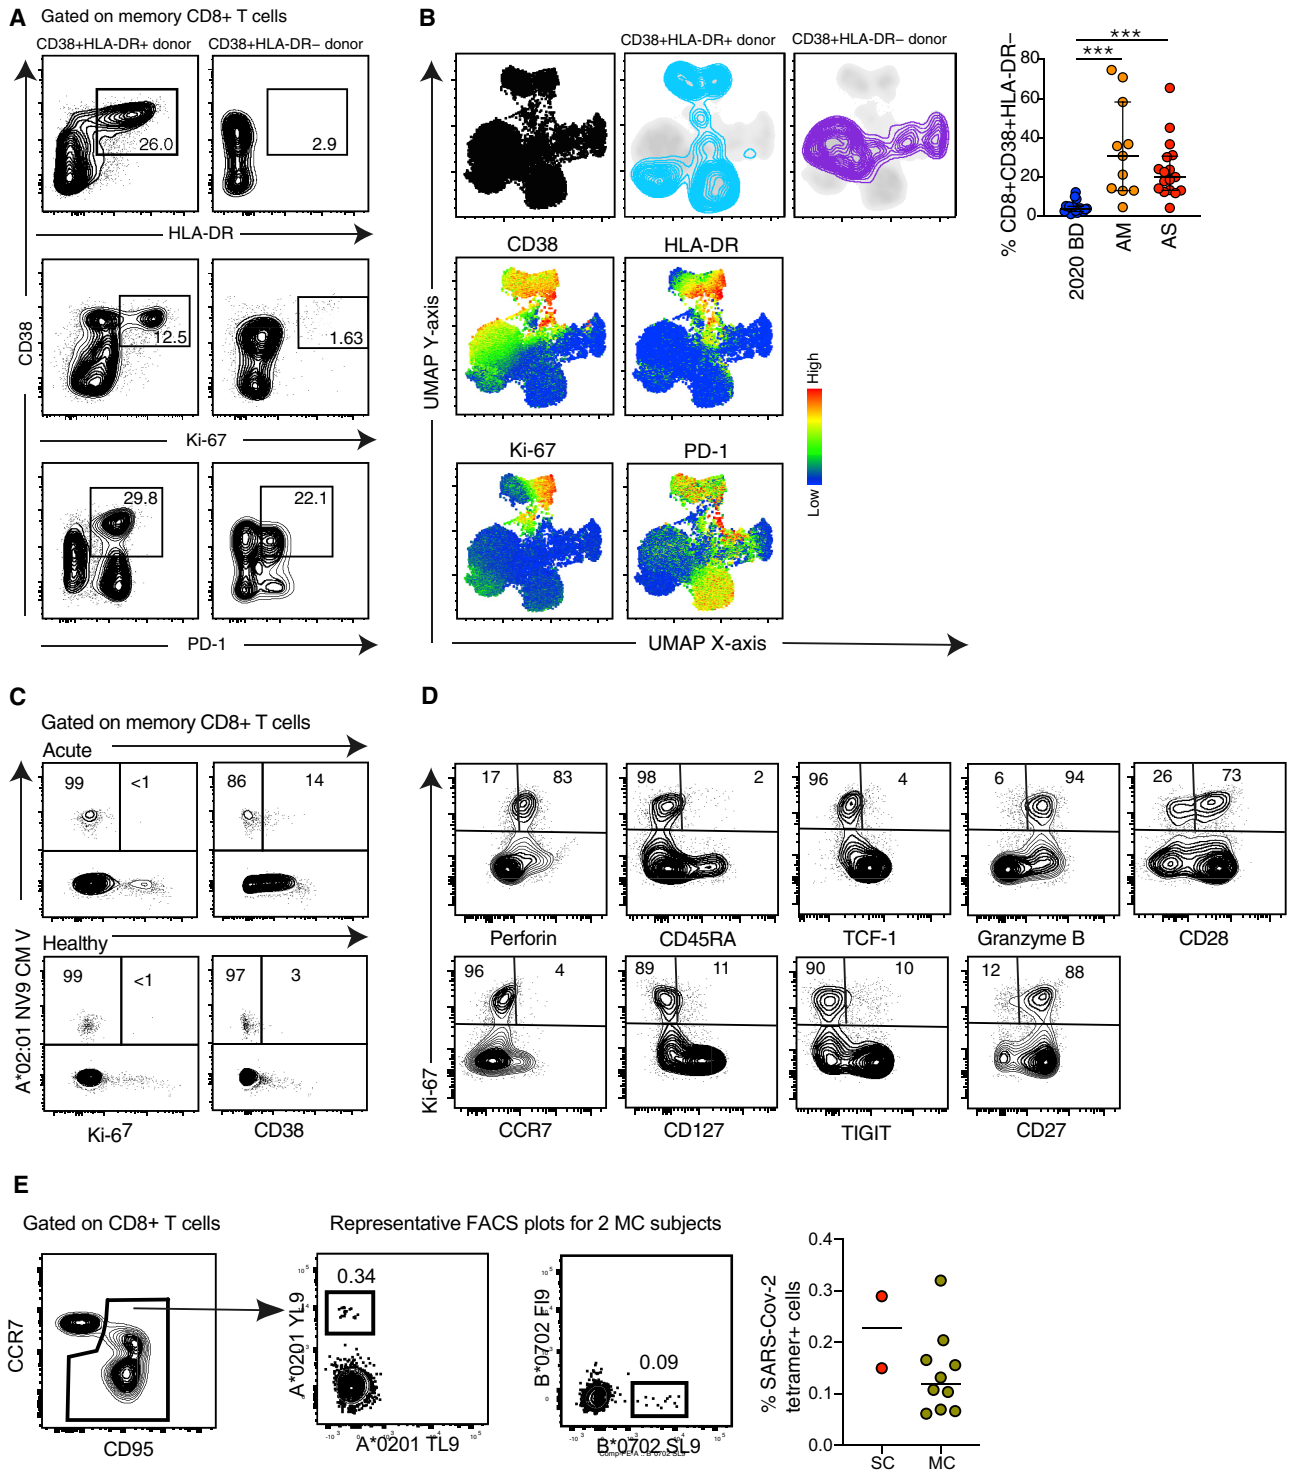 A
Gated on memory CD8+ T cells
CD38+HLA-DR+ donor
CD38+HLA-DR− donor
26.0
2.9
HLA-DR
12.5
1.63
CD38
Ki-67
29.8
22.1
PD-1
B
CD38+HLA-DR+ donor
CD38+HLA-DR− donor
CD38
HLA-DR
Ki-67
PD-1
UMAP Y-axis
UMAP X-axis
High
Low
% CD8+CD38+HLA-DR−
80
60
40
20
0
***
***
2020 BD
AM
AS
C
Gated on memory CD8+ T cells
Acute
99
<1
86
14
Healthy
99
<1
97
3
A*02:01 NV9 CM V
Ki-67
CD38
D
17
83
98
2
96
4
6
94
26
73
Perforin
CD45RA
TCF-1
Granzyme B
CD28
96
4
89
11
90
10
12
88
Ki-67
CCR7
CD127
TIGIT
CD27
E
Gated on CD8+ T cells
Representative FACS plots for 2 MC subjects
CCR7
CD95
0.34
A*0201 YL9
A*0201 TL9
0.09
B*0702 FI9
B*0702 SL9
% SARS-Cov-2
tetramer+ cells
0.4
0.3
0.2
0.1
0.0
SC
MC